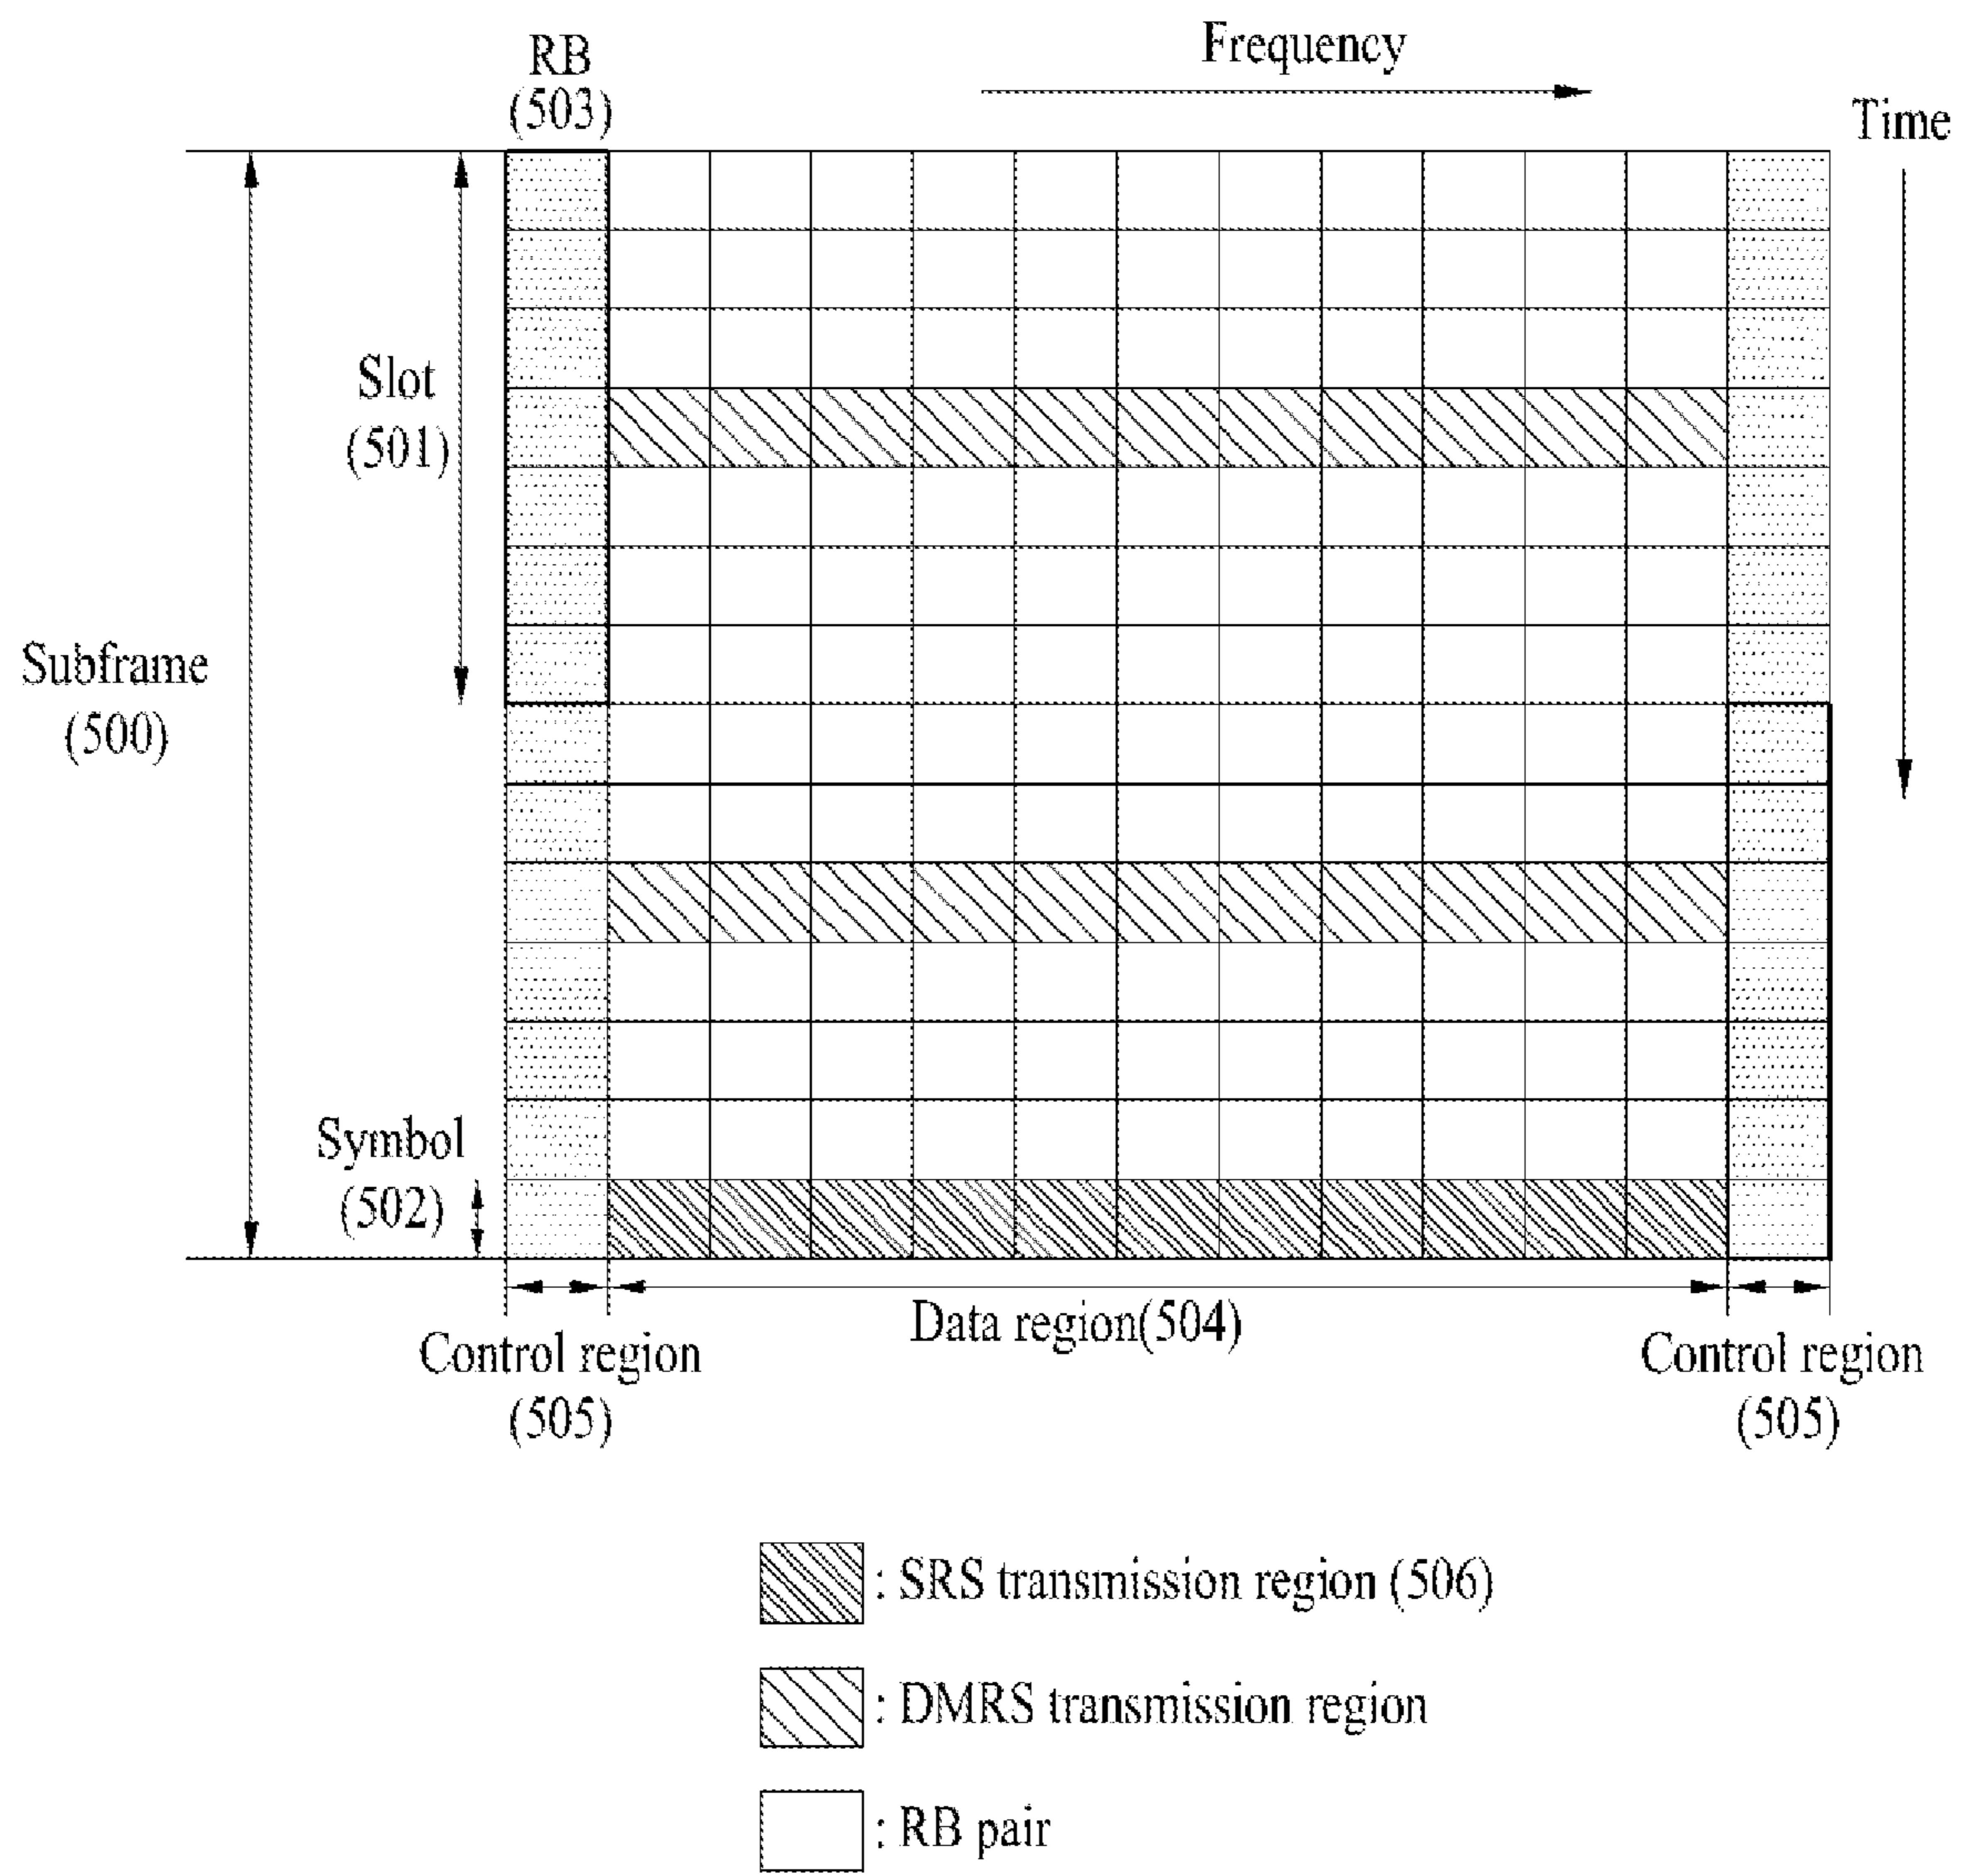 RB
(503)
Frequency
Time
Slot
(501)
Subframe
(500)
Symbol
(502)
Data region(504)
Control region
(505)
Control region
(505)
: SRS transmission region (506)
: DMRS transmission region
: RB pair